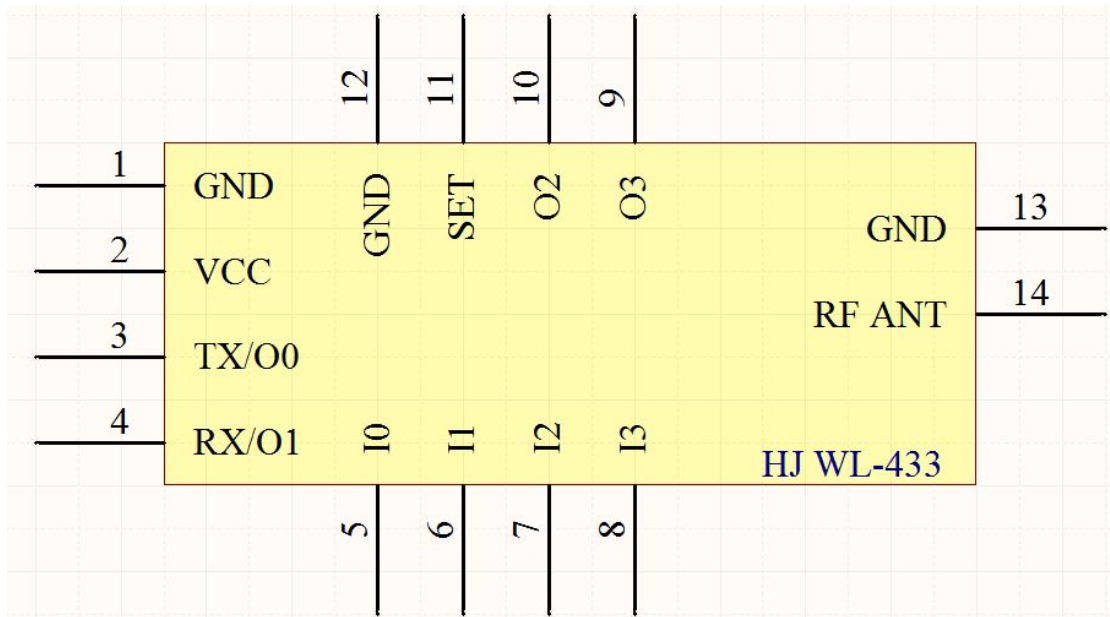 12 11 10 9
1 GND
GND SET O2 O3
13 GND
2 VCC
14 RF ANT
3 TX/O0
4 RX/O1
I0 I1 I2 I3
HJ WL-433
5 6 7 8